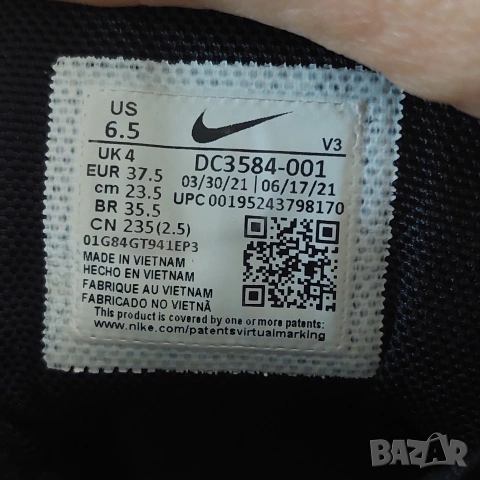 US
6.5
V3
UK 4
EUR 37.5
cm 23.5
BR 35.5
CN 235(2.5)
DC3584-001
03/30/21 | 06/17/21
UPC 00195243798170
01G84GT941EP3
MADE IN VIETNAM
HECHO EN VIETNAM
FABRIQUE AU VIETNAM
FABRICADO NO VIETNÃ
This product is covered by one or more patents:
www.nike.com/patentsvirtualmarking
BAZAR
bg